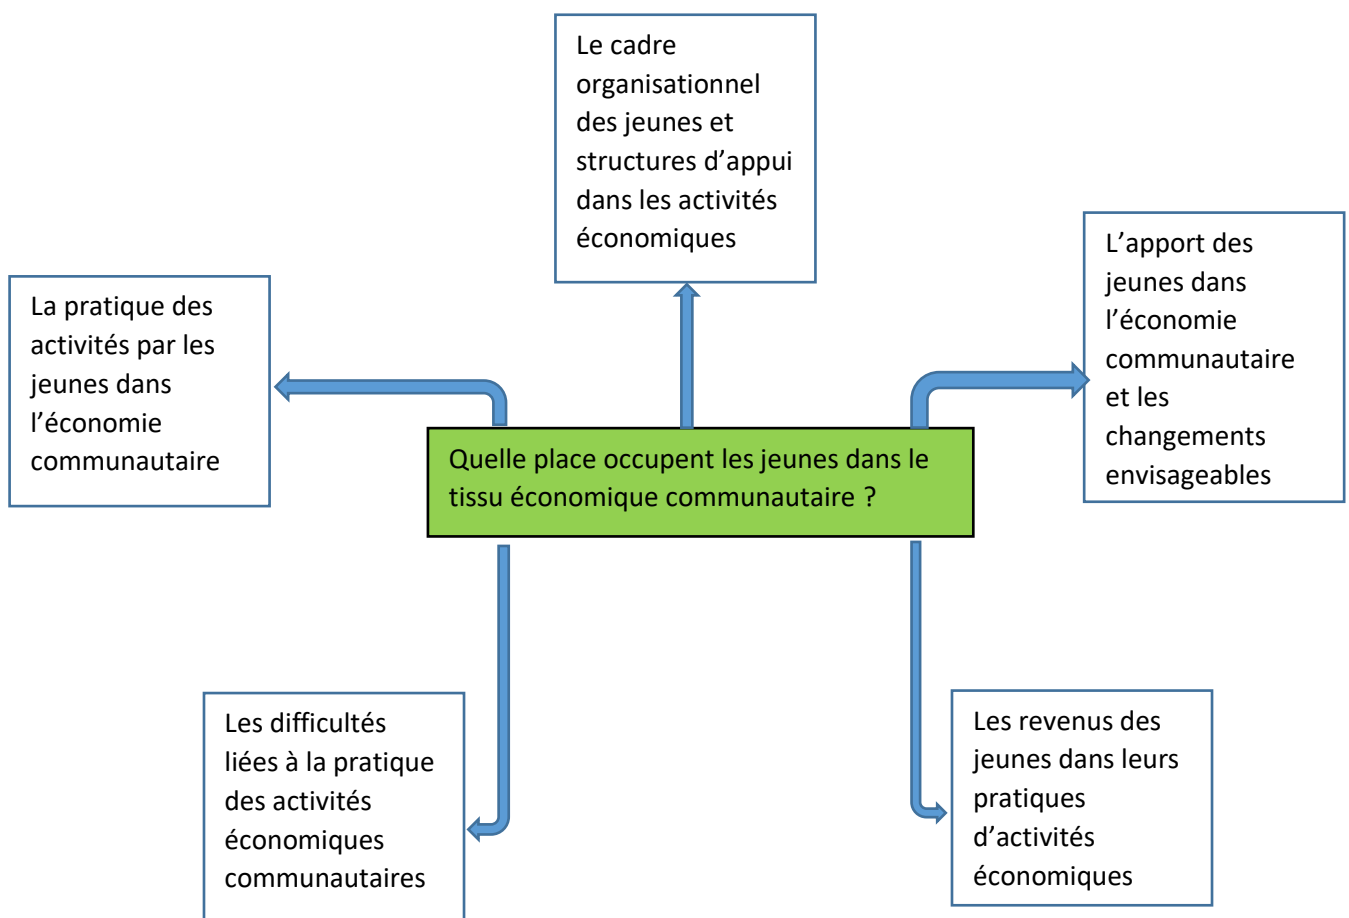 Le cadre
organisationnel
des jeunes et
structures d’appui
dans les activités
économiques
L’apport des
jeunes dans
l’économie
communautaire
et les
changements
envisageables
La pratique des
activités par les
jeunes dans
l’économie
communautaire
Quelle place occupent les jeunes dans le
tissu économique communautaire ?
Les difficultés
liées à la pratique
des activités
économiques
communautaires
Les revenus des
jeunes dans leurs
pratiques
d’activités
économiques